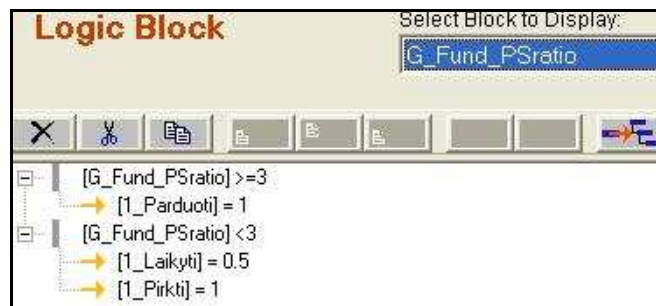 Logic Block
Select Block to Display:
G_Fund_PSratio
[G_Fund_PSratio] >=3
[1_Parduoti] = 1
[G_Fund_PSratio] <3
[1_Laikyti] = 0.5
[1_Pirkti] = 1